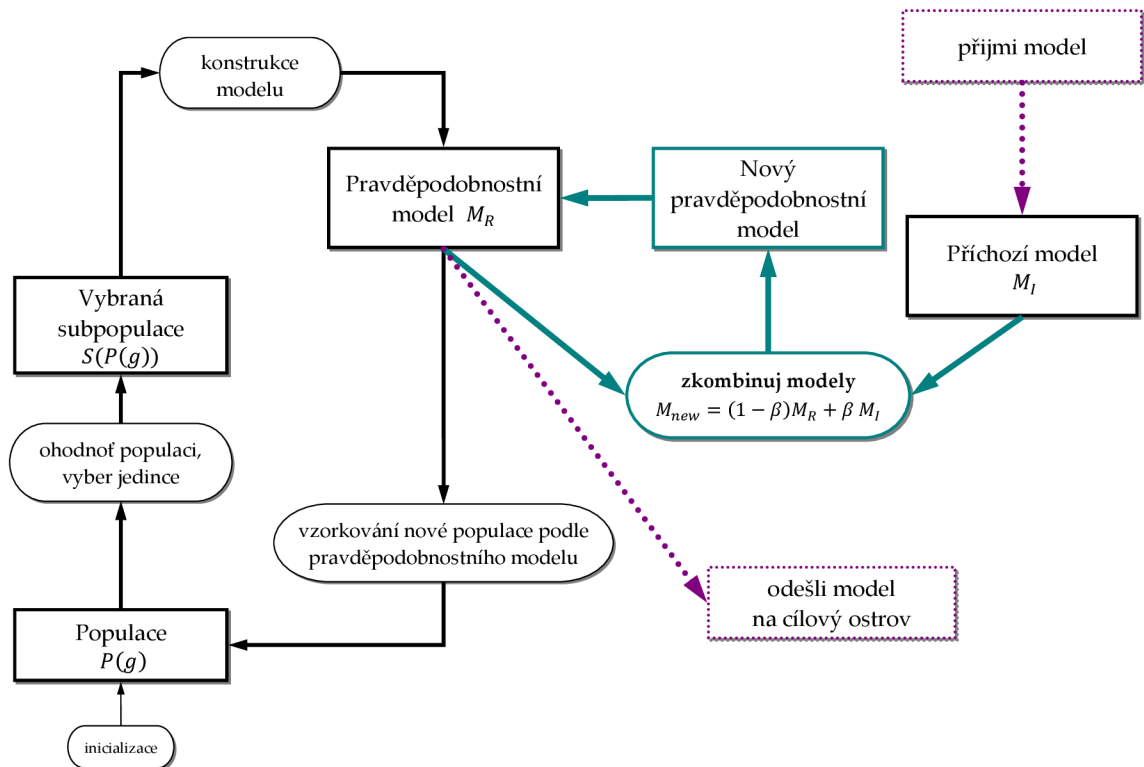 konstrukce
modelu
přijmi model
Pravděpodobnostní
model M_R
Nový
pravděpodobnostní
model
Příchozí model
M_I
Vybraná
subpopulace
S(P(g))
zkombinuj modely
M_new = (1 − β)M_R + β M_I
ohodnoť populaci,
vyber jedince
vzorkování nové populace podle
pravděpodobnostního modelu
odešli model
na cílový ostrov
Populace
P(g)
inicializace